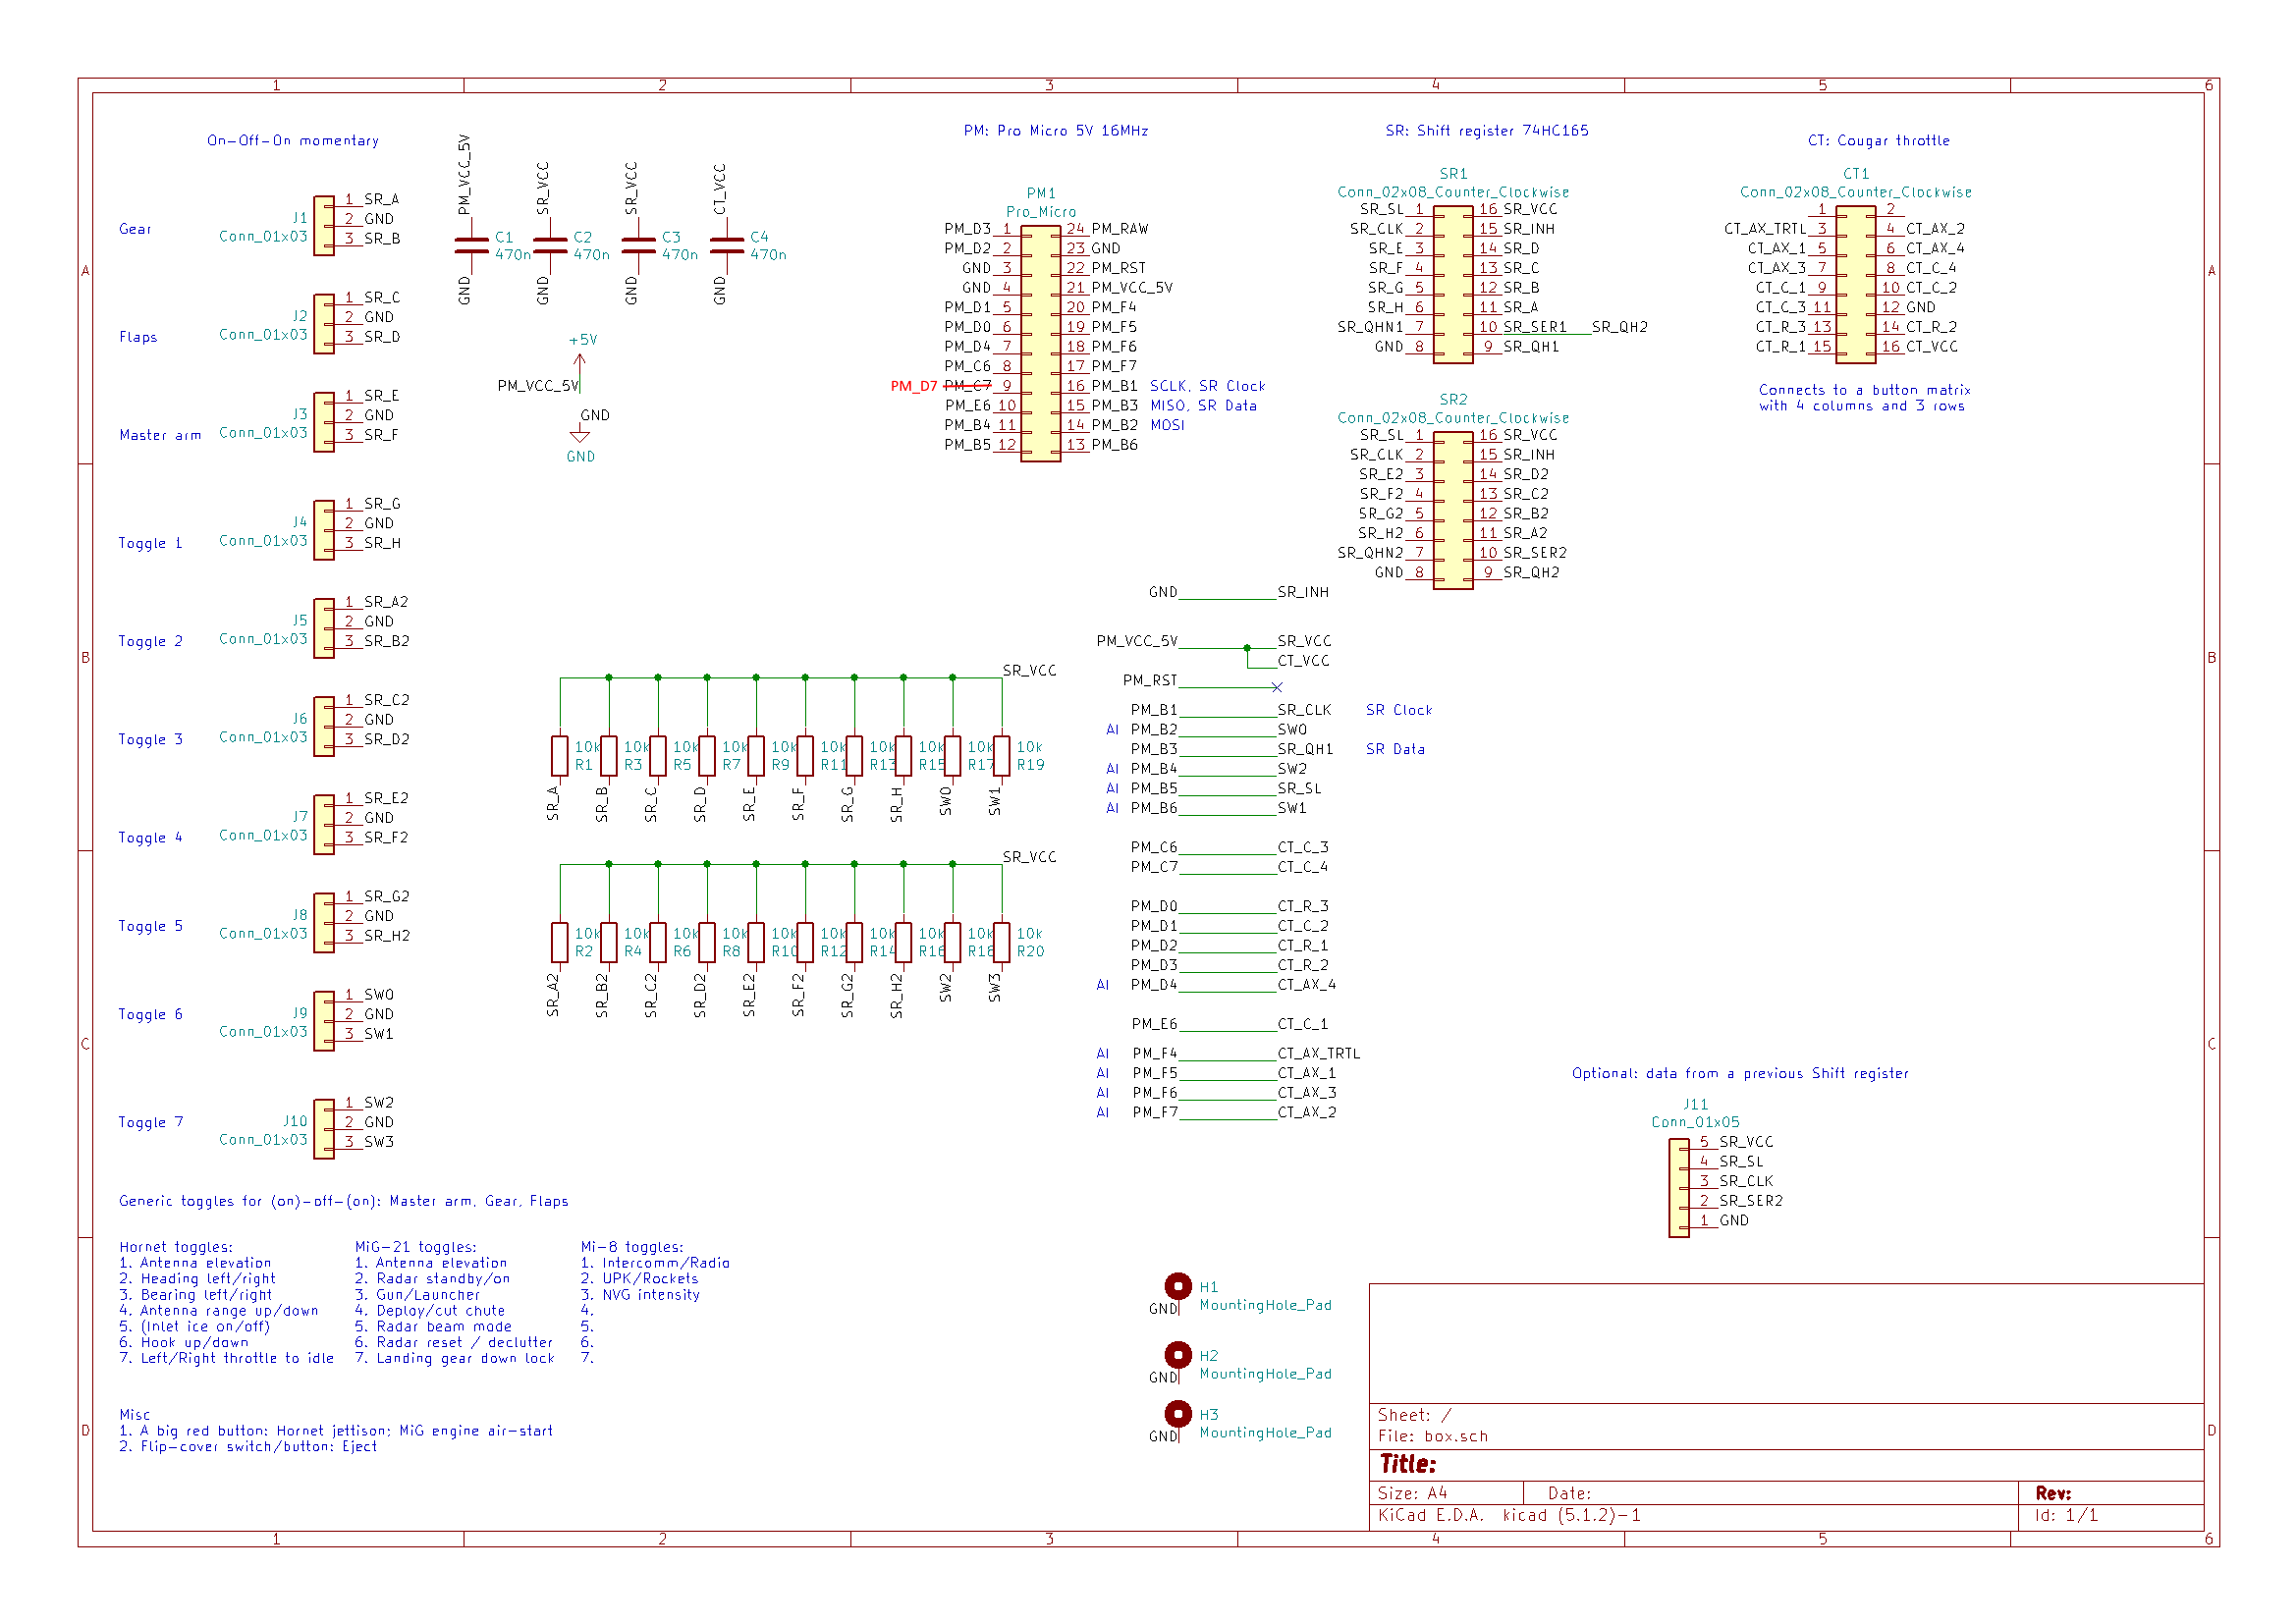 1 2 3 4 5 6
A
B
C
D
On-Off-On momentary
Gear
J1
Conn_01x03
1 SR_A
2 GND
3 SR_B
Flaps
J2
Conn_01x03
1 SR_C
2 GND
3 SR_D
Master arm
J3
Conn_01x03
1 SR_E
2 GND
3 SR_F
Toggle 1
J4
Conn_01x03
1 SR_G
2 GND
3 SR_H
Toggle 2
J5
Conn_01x03
1 SR_A2
2 GND
3 SR_B2
Toggle 3
J6
Conn_01x03
1 SR_C2
2 GND
3 SR_D2
Toggle 4
J7
Conn_01x03
1 SR_E2
2 GND
3 SR_F2
Toggle 5
J8
Conn_01x03
1 SR_G2
2 GND
3 SR_H2
Toggle 6
J9
Conn_01x03
1 SW0
2 GND
3 SW1
Toggle 7
J10
Conn_01x03
1 SW2
2 GND
3 SW3
PM_VCC_5V
C1
470n
GND
SR_VCC
C2
470n
GND
SR_VCC
C3
470n
GND
CT_VCC
C4
470n
GND
+5V
PM_VCC_5V
GND
GND
PM: Pro Micro 5V 16MHz
PM1
Pro_Micro
PM_D3 1 24 PM_RAW
PM_D2 2 23 GND
GND 3 22 PM_RST
GND 4 21 PM_VCC_5V
PM_D1 5 20 PM_F4
PM_D0 6 19 PM_F5
PM_D4 7 18 PM_F6
PM_C6 8 17 PM_F7
PM_D7 PM_C7 9 16 PM_B1 SCLK, SR Clock
PM_E6 10 15 PM_B3 MISO, SR Data
PM_B4 11 14 PM_B2 MOSI
PM_B5 12 13 PM_B6
SR: Shift register 74HC165
SR1
Conn_02x08_Counter_Clockwise
SR_SL 1 16 SR_VCC
SR_CLK 2 15 SR_INH
SR_E 3 14 SR_D
SR_F 4 13 SR_C
SR_G 5 12 SR_B
SR_H 6 11 SR_A
SR_QHN1 7 10 SR_SER1 SR_QH2
GND 8 9 SR_QH1
SR2
Conn_02x08_Counter_Clockwise
SR_SL 1 16 SR_VCC
SR_CLK 2 15 SR_INH
SR_E2 3 14 SR_D2
SR_F2 4 13 SR_C2
SR_G2 5 12 SR_B2
SR_H2 6 11 SR_A2
SR_QHN2 7 10 SR_SER2
GND 8 9 SR_QH2
CT: Cougar throttle
CT1
Conn_02x08_Counter_Clockwise
1 2
CT_AX_TRTL 3 4 CT_AX_2
CT_AX_1 5 6 CT_AX_4
CT_AX_3 7 8 CT_C_4
CT_C_1 9 10 CT_C_2
CT_C_3 11 12 GND
CT_R_3 13 14 CT_R_2
CT_R_1 15 16 CT_VCC
Connects to a button matrix
with 4 columns and 3 rows
SR_VCC
10k 10k 10k 10k 10k 10k 10k 10k 10k 10k
R1 R3 R5 R7 R9 R11 R13 R15 R17 R19
SR_A SR_B SR_C SR_D SR_E SR_F SR_G SR_H SW0 SW1
SR_VCC
10k 10k 10k 10k 10k 10k 10k 10k 10k 10k
R2 R4 R6 R8 R10 R12 R14 R16 R18 R20
SR_A2 SR_B2 SR_C2 SR_D2 SR_E2 SR_F2 SR_G2 SR_H2 SW2 SW3
GND SR_INH
PM_VCC_5V SR_VCC
CT_VCC
PM_RST
PM_B1 SR_CLK SR Clock
AI PM_B2 SW0
PM_B3 SR_QH1 SR Data
AI PM_B4 SW2
AI PM_B5 SR_SL
AI PM_B6 SW1
PM_C6 CT_C_3
PM_C7 CT_C_4
PM_D0 CT_R_3
PM_D1 CT_C_2
PM_D2 CT_R_1
PM_D3 CT_R_2
AI PM_D4 CT_AX_4
PM_E6 CT_C_1
AI PM_F4 CT_AX_TRTL
AI PM_F5 CT_AX_1
AI PM_F6 CT_AX_3
AI PM_F7 CT_AX_2
Optional: data from a previous Shift register
J11
Conn_01x05
5 SR_VCC
4 SR_SL
3 SR_CLK
2 SR_SER2
1 GND
Generic toggles for (on)-off-(on): Master arm, Gear, Flaps
Hornet toggles:
1. Antenna elevation
2. Heading left/right
3. Bearing left/right
4. Antenna range up/down
5. (Inlet ice on/off)
6. Hook up/down
7. Left/Right throttle to idle
MiG-21 toggles:
1. Antenna elevation
2. Radar standby/on
3. Gun/Launcher
4. Deploy/cut chute
5. Radar beam mode
6. Radar reset / declutter
7. Landing gear down lock
Mi-8 toggles:
1. Intercomm/Radio
2. UPK/Rockets
3. NVG intensity
4.
5.
6.
7.
Misc
1. A big red button: Hornet jettison; MiG engine air-start
2. Flip-cover switch/button: Eject
H1
MountingHole_Pad
GND
H2
MountingHole_Pad
GND
H3
MountingHole_Pad
GND
Sheet: /
File: box.sch
Title:
Size: A4 Date: Rev:
KiCad E.D.A. kicad (5.1.2)-1 Id: 1/1
A
B
C
D
1 2 3 4 5 6